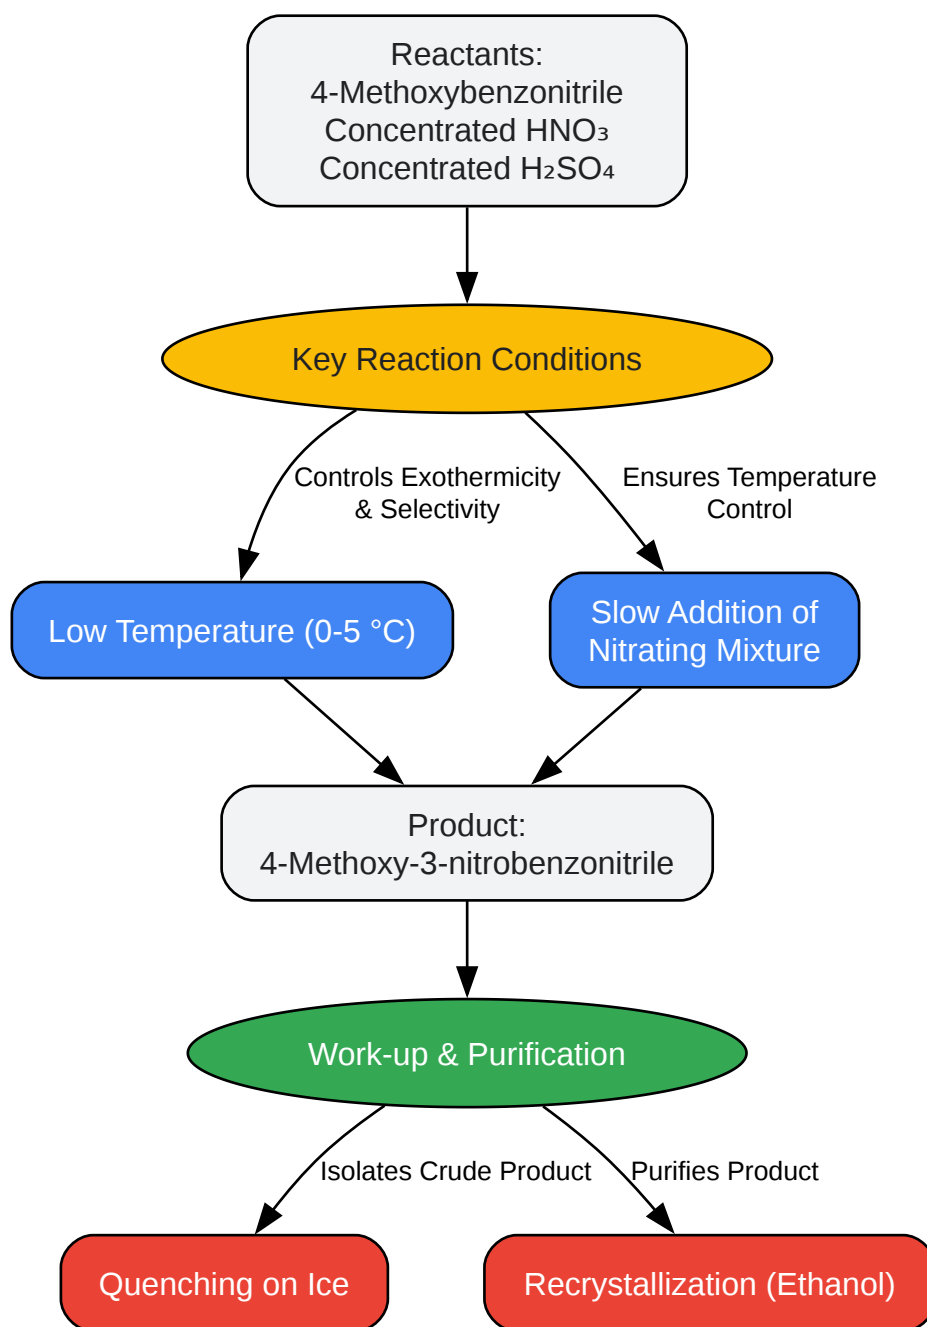 Reactants:
4-Methoxybenzonitrile
Concentrated HNO₃
Concentrated H₂SO₄
Key Reaction Conditions
Controls Exothermicity
& Selectivity
Ensures Temperature
Control
Low Temperature (0-5 °C)
Slow Addition of
Nitrating Mixture
Product:
4-Methoxy-3-nitrobenzonitrile
Work-up & Purification
Isolates Crude Product
Purifies Product
Quenching on Ice
Recrystallization (Ethanol)